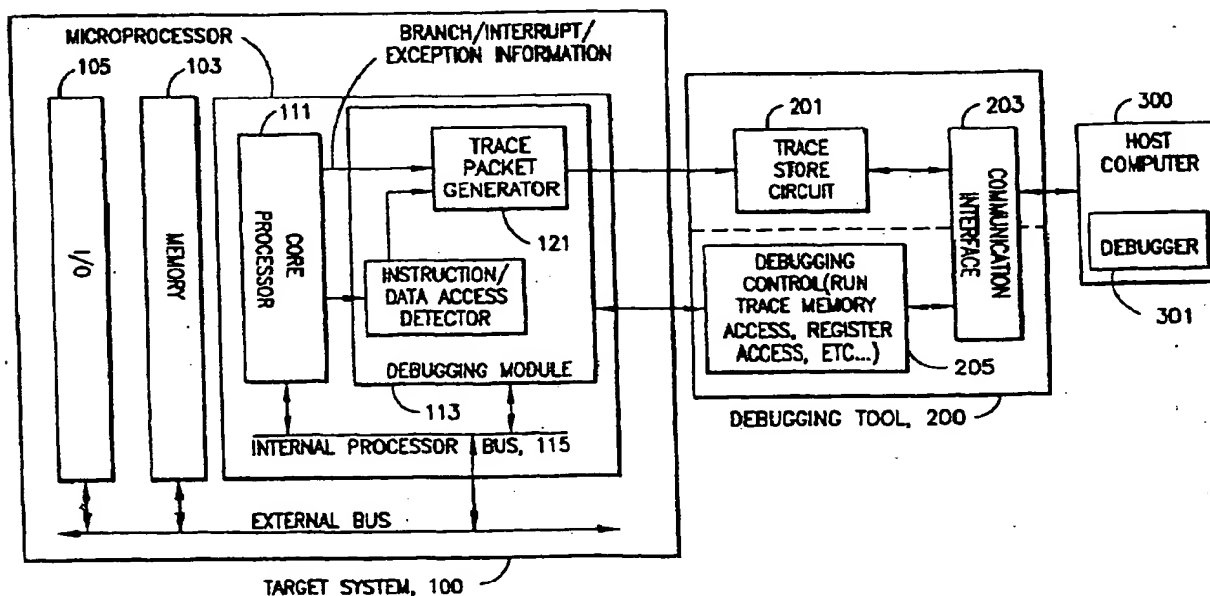 MICROPROCESSOR
BRANCH/INTERRUPT/
EXCEPTION INFORMATION
105
103
111
I/O
MEMORY
CORE
PROCESSOR
TRACE
PACKET
GENERATOR
121
INSTRUCTION/
DATA ACCESS
DETECTOR
DEBUGGING MODULE
113
INTERNAL PROCESSOR BUS, 115
EXTERNAL BUS
TARGET SYSTEM, 100
201
TRACE
STORE
CIRCUIT
203
COMMUNICATION
INTERFACE
DEBUGGING
CONTROL(RUN
TRACE MEMORY
ACCESS, REGISTER
ACCESS, ETC...)
205
DEBUGGING TOOL, 200
300
HOST
COMPUTER
DEBUGGER
301